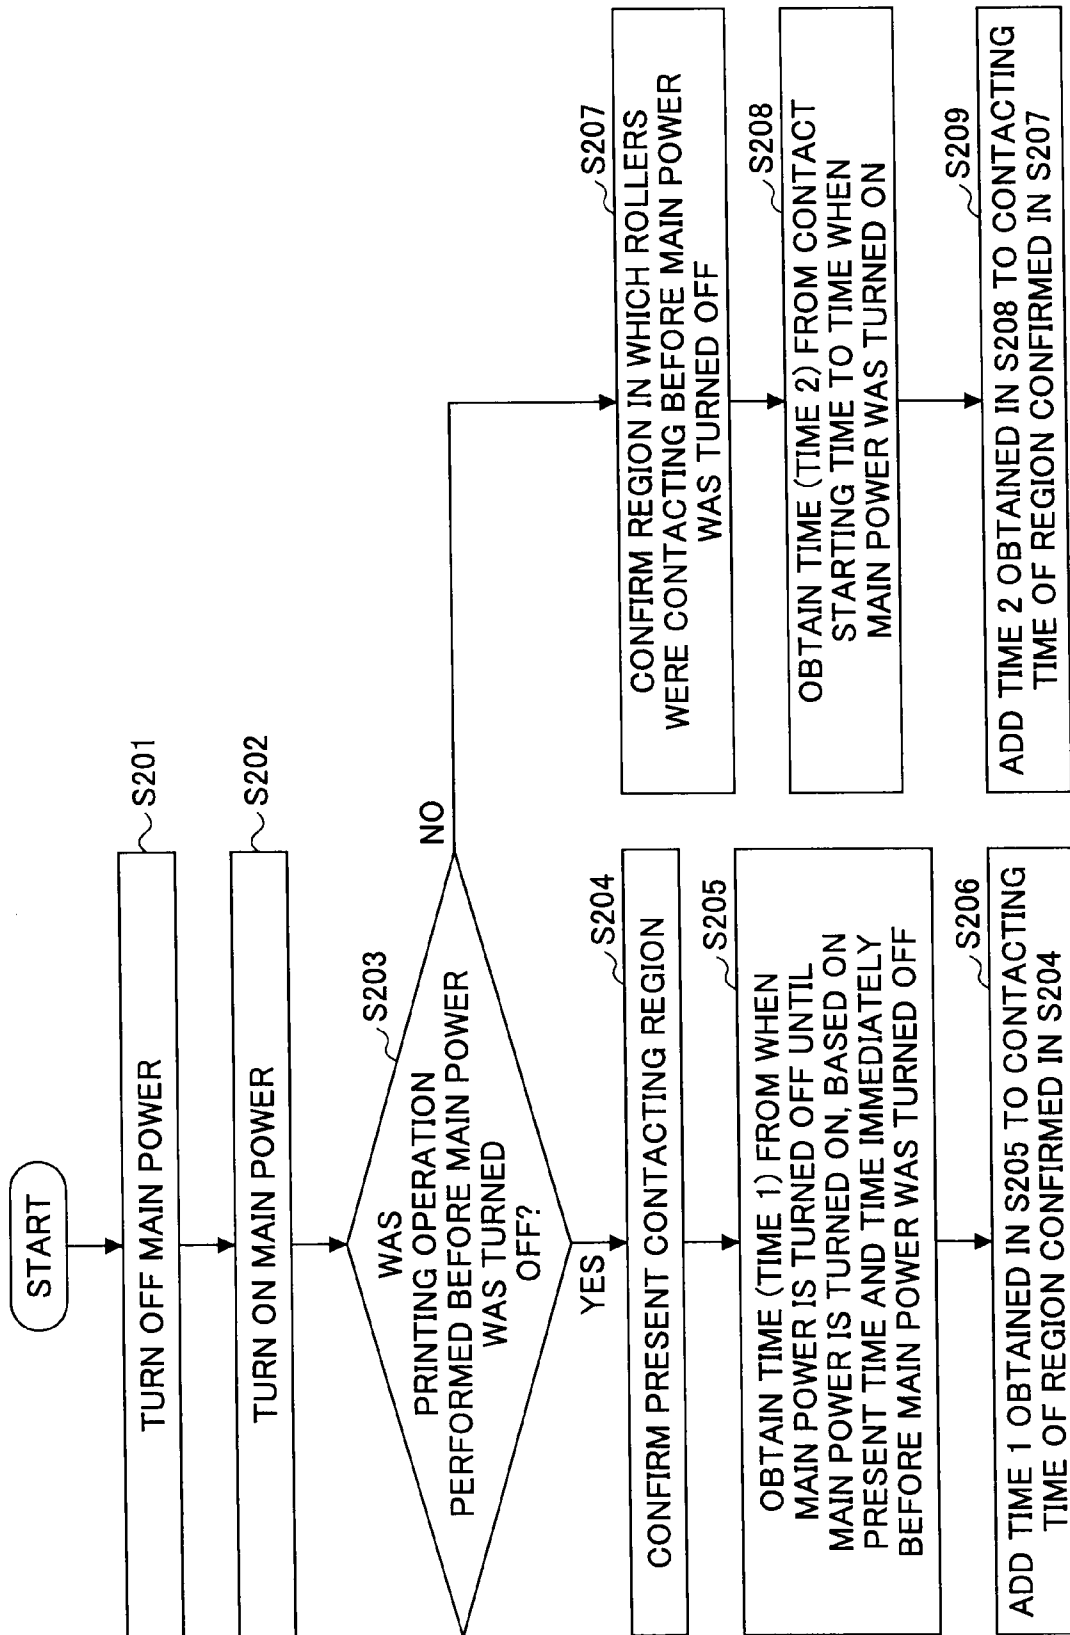 START
TURN OFF MAIN POWER
S201
TURN ON MAIN POWER
S202
WAS
PRINTING OPERATION
PERFORMED BEFORE MAIN POWER
WAS TURNED
OFF?
S203
NO
YES
CONFIRM PRESENT CONTACTING REGION
S204
OBTAIN TIME (TIME 1) FROM WHEN
MAIN POWER IS TURNED OFF UNTIL
MAIN POWER IS TURNED ON, BASED ON
PRESENT TIME AND TIME IMMEDIATELY
BEFORE MAIN POWER WAS TURNED OFF
S205
ADD TIME 1 OBTAINED IN S205 TO CONTACTING
TIME OF REGION CONFIRMED IN S204
S206
CONFIRM REGION IN WHICH ROLLERS
WERE CONTACTING BEFORE MAIN POWER
WAS TURNED OFF
S207
OBTAIN TIME (TIME 2) FROM CONTACT
STARTING TIME TO TIME WHEN
MAIN POWER WAS TURNED ON
S208
ADD TIME 2 OBTAINED IN S208 TO CONTACTING
TIME OF REGION CONFIRMED IN S207
S209